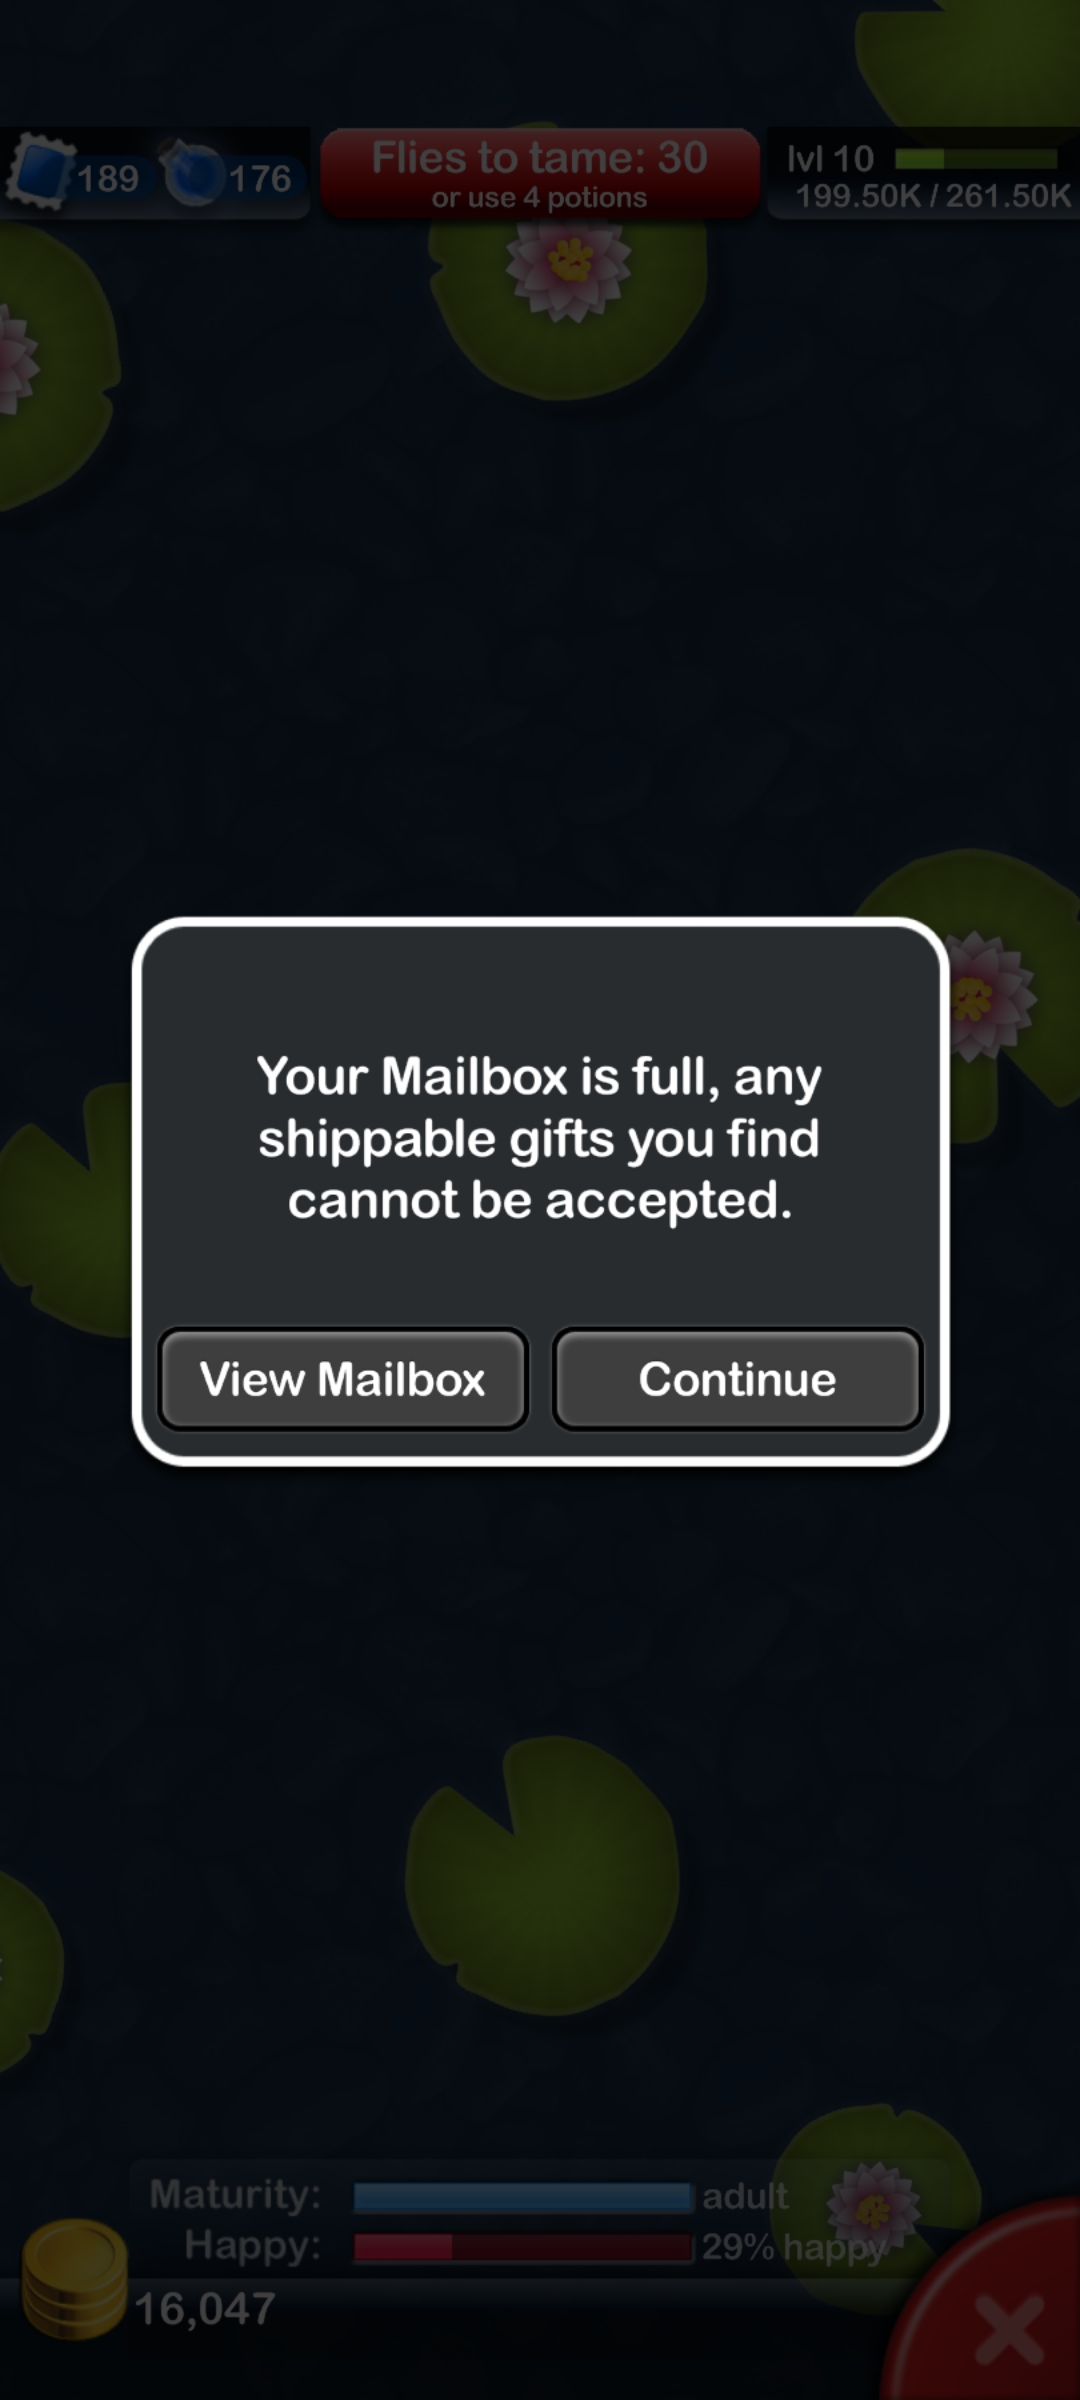 189
176
Flies to tame: 30
or use 4 potions
lvl 10
199.50K / 261.50K
Your Mailbox is full, any
shippable gifts you find
cannot be accepted.
View Mailbox
Continue
Maturity:
adult
Happy:
29% happy
16,047